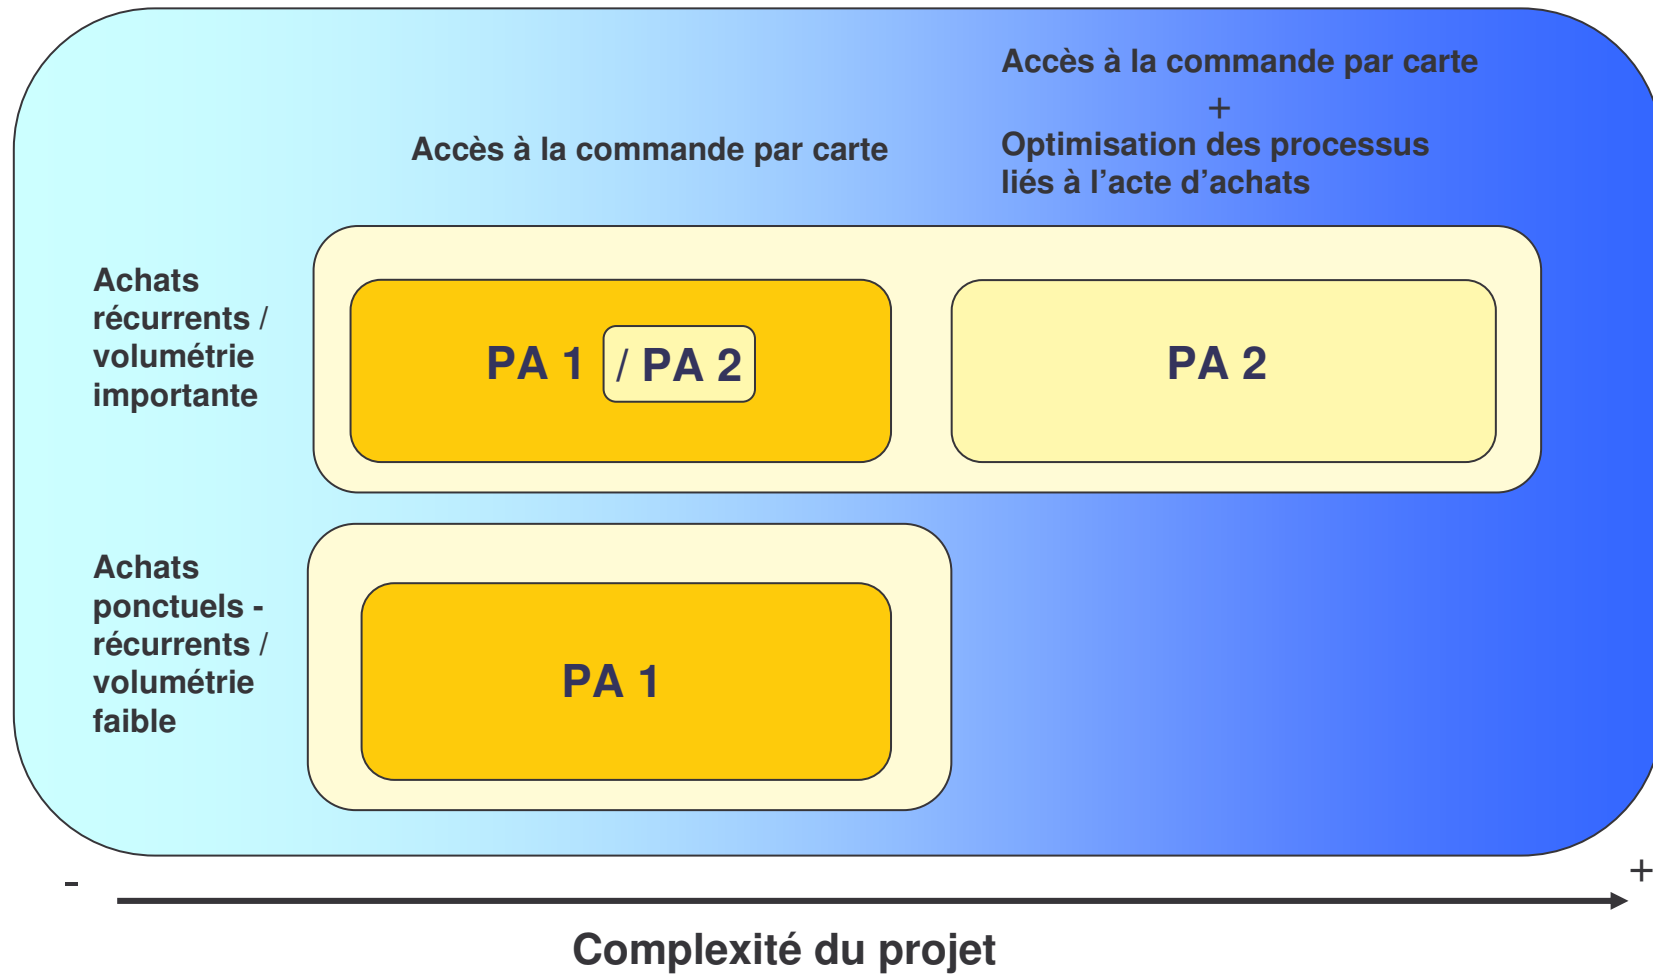 Accès à la commande par carte
+
Optimisation des processus
liés à l’acte d’achats
Accès à la commande par carte
Achats
récurrents /
volumétrie
importante
PA 1 / PA 2
PA 2
Achats
ponctuels -
récurrents /
volumétrie
faible
PA 1
- +
Complexité du projet